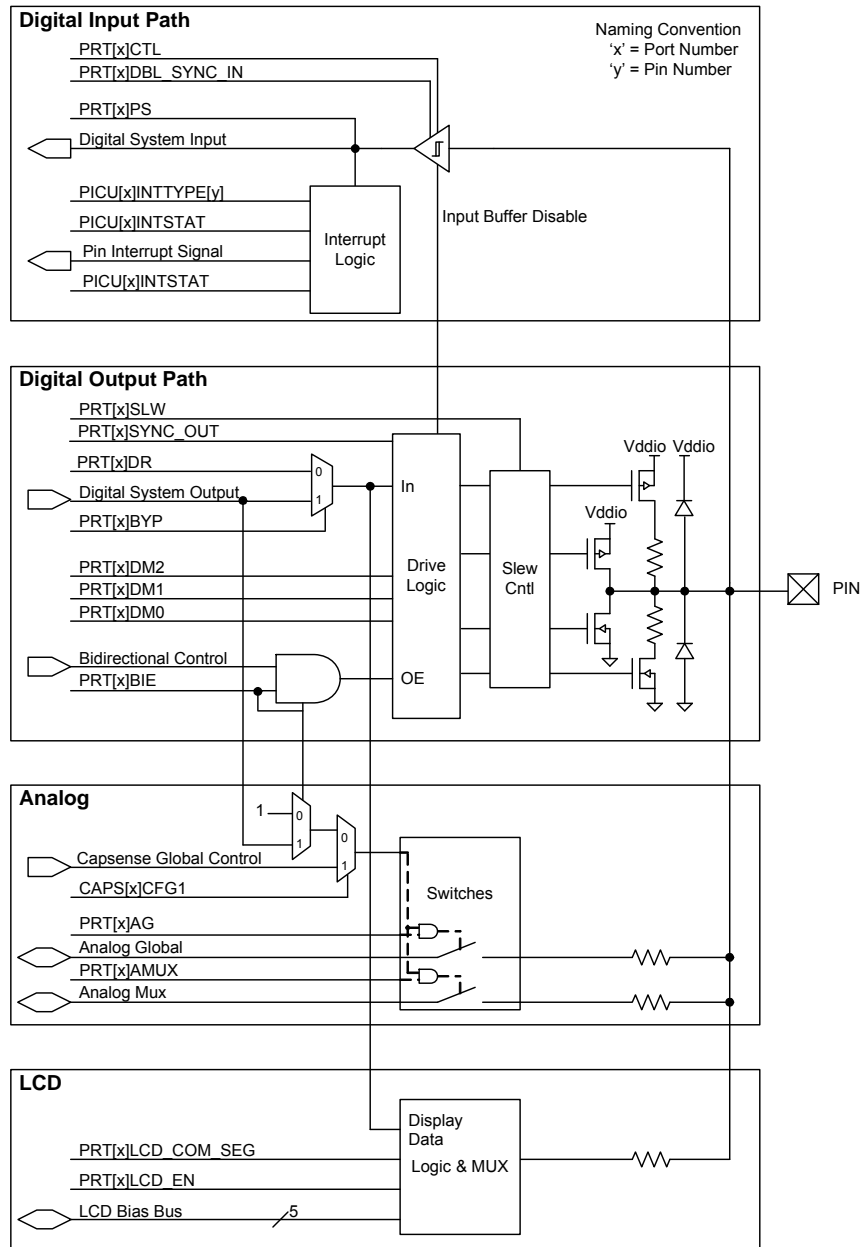 Digital Input Path
Naming Convention
‘x’ = Port Number
‘y’ = Pin Number
PRT[x]CTL
PRT[x]DBL_SYNC_IN
PRT[x]PS
Digital System Input
PICU[x]INTTYPE[y]
PICU[x]INTSTAT
Pin Interrupt Signal
PICU[x]INTSTAT
Interrupt
Logic
Input Buffer Disable
Digital Output Path
PRT[x]SLW
PRT[x]SYNC_OUT
PRT[x]DR
Digital System Output
PRT[x]BYP
0
1
PRT[x]DM2
PRT[x]DM1
PRT[x]DM0
Bidirectional Control
PRT[x]BIE
In
Drive
Logic
OE
Slew
Cntl
Vddio
Vddio
Vddio
PIN
Analog
1
0
1
0
1
Capsense Global Control
CAPS[x]CFG1
PRT[x]AG
Analog Global
PRT[x]AMUX
Analog Mux
Switches
LCD
PRT[x]LCD_COM_SEG
PRT[x]LCD_EN
LCD Bias Bus
5
Display
Data
Logic & MUX